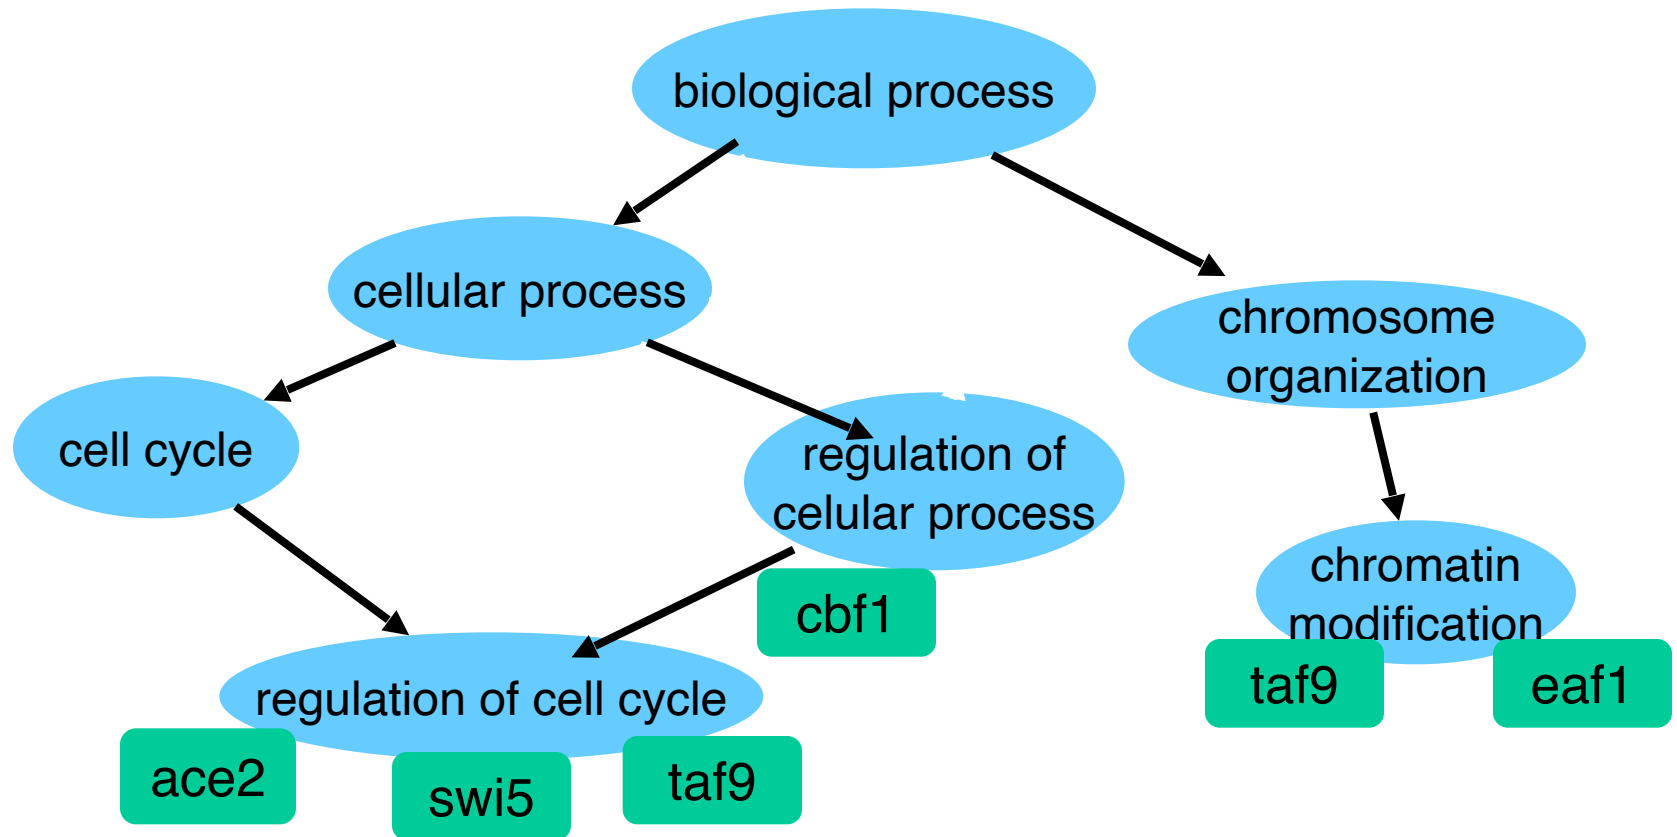 biological process
cellular process
chromosome
organization
cell cycle
regulation of
celular process
chromatin
modification
cbf1
taf9
eaf1
regulation of cell cycle
ace2
swi5
taf9